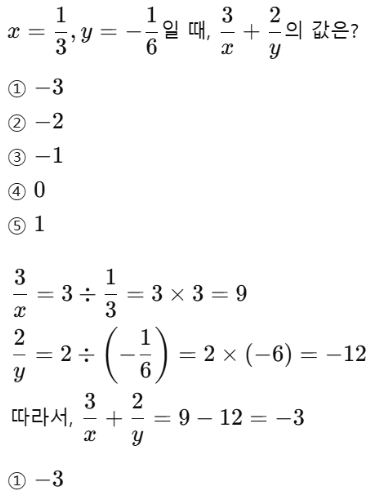 x = 1/3, y = −1/6일 때, 3/x + 2/y의 값은?
① −3
② −2
③ −1
④ 0
⑤ 1
3/x = 3 ÷ 1/3 = 3 × 3 = 9
2/y = 2 ÷ (−1/6) = 2 × (−6) = −12
따라서, 3/x + 2/y = 9 − 12 = −3
① −3